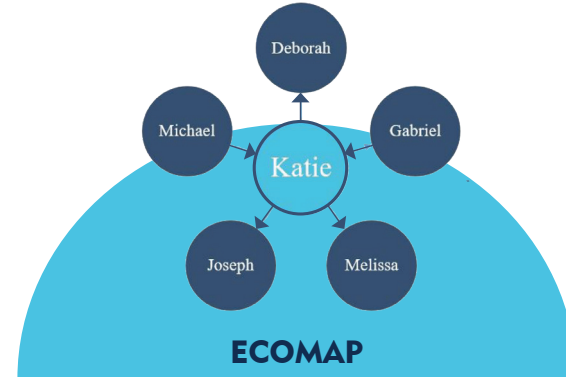 Deborah
Michael
Gabriel
Katie
Joseph
Melissa
ECOMAP